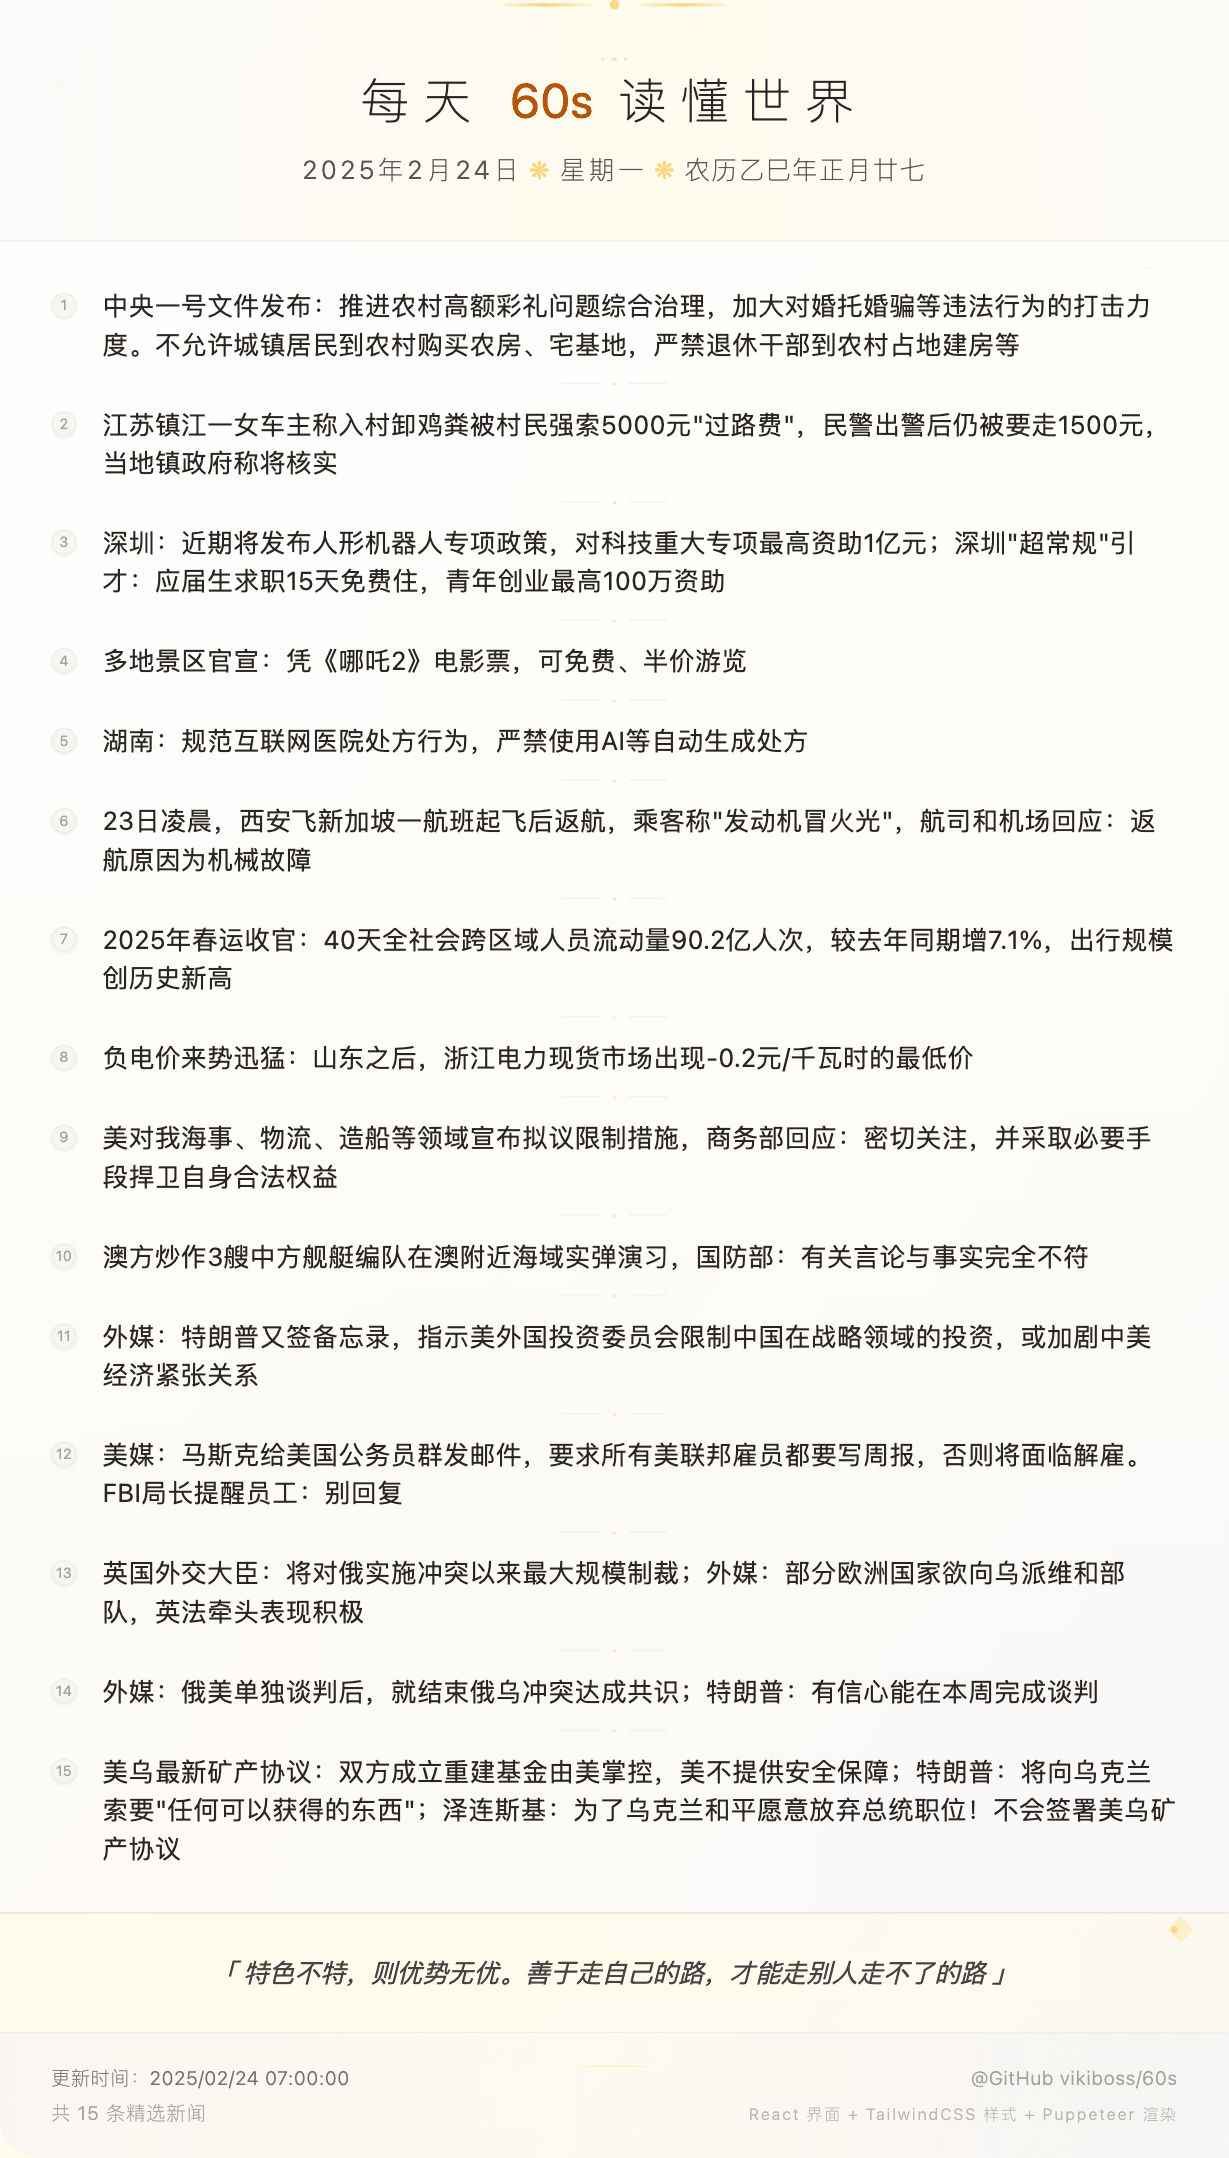 每天 60s 读懂世界
2025年2月24日 ❋ 星期一 ❋ 农历乙巳年正月廿七
1 中央一号文件发布：推进农村高额彩礼问题综合治理，加大对婚托婚骗等违法行为的打击力
度。不允许城镇居民到农村购买农房、宅基地，严禁退休干部到农村占地建房等
2 江苏镇江一女车主称入村卸鸡粪被村民强索5000元"过路费"，民警出警后仍被要走1500元，
当地镇政府称将核实
3 深圳：近期将发布人形机器人专项政策，对科技重大专项最高资助1亿元；深圳"超常规"引
才：应届生求职15天免费住，青年创业最高100万资助
4 多地景区官宣：凭《哪吒2》电影票，可免费、半价游览
5 湖南：规范互联网医院处方行为，严禁使用AI等自动生成处方
6 23日凌晨，西安飞新加坡一航班起飞后返航，乘客称"发动机冒火光"，航司和机场回应：返
航原因为机械故障
7 2025年春运收官：40天全社会跨区域人员流动量90.2亿人次，较去年同期增7.1%，出行规模
创历史新高
8 负电价来势迅猛：山东之后，浙江电力现货市场出现-0.2元/千瓦时的最低价
9 美对我海事、物流、造船等领域宣布拟议限制措施，商务部回应：密切关注，并采取必要手
段捍卫自身合法权益
10 澳方炒作3艘中方舰艇编队在澳附近海域实弹演习，国防部：有关言论与事实完全不符
11 外媒：特朗普又签备忘录，指示美外国投资委员会限制中国在战略领域的投资，或加剧中美
经济紧张关系
12 美媒：马斯克给美国公务员群发邮件，要求所有美联邦雇员都要写周报，否则将面临解雇。
FBI局长提醒员工：别回复
13 英国外交大臣：将对俄实施冲突以来最大规模制裁；外媒：部分欧洲国家欲向乌派维和部
队，英法牵头表现积极
14 外媒：俄美单独谈判后，就结束俄乌冲突达成共识；特朗普：有信心能在本周完成谈判
15 美乌最新矿产协议：双方成立重建基金由美掌控，美不提供安全保障；特朗普：将向乌克兰
索要"任何可以获得的东西"；泽连斯基：为了乌克兰和平愿意放弃总统职位！不会签署美乌矿
产协议
「 特色不特，则优势无优。善于走自己的路，才能走别人走不了的路 」
更新时间：2025/02/24 07:00:00
@GitHub vikiboss/60s
共 15 条精选新闻
React 界面 + TailwindCSS 样式 + Puppeteer 渲染